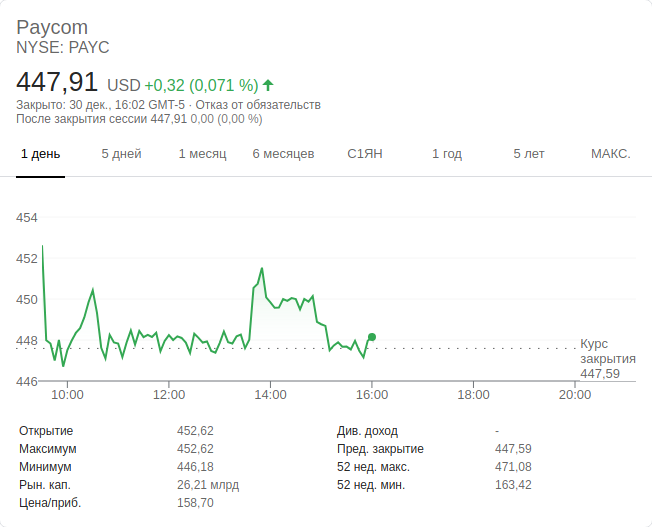 Paycom
NYSE: PAYC
447,91 USD +0,32 (0,071 %)
Закрыто: 30 дек., 16:02 GMT-5 · Отказ от обязательств
После закрытия сессии 447,91 0,00 (0,00 %)
1 день 5 дней 1 месяц 6 месяцев С1ЯН 1 год 5 лет МАКС.
454
452
450
448
446
Курс
закрытия
447,59
10:00 12:00 14:00 16:00 18:00 20:00
Открытие 452,62 Див. доход -
Максимум 452,62 Пред. закрытие 447,59
Минимум 446,18 52 нед. макс. 471,08
Рын. кап. 26,21 млрд 52 нед. мин. 163,42
Цена/приб. 158,70